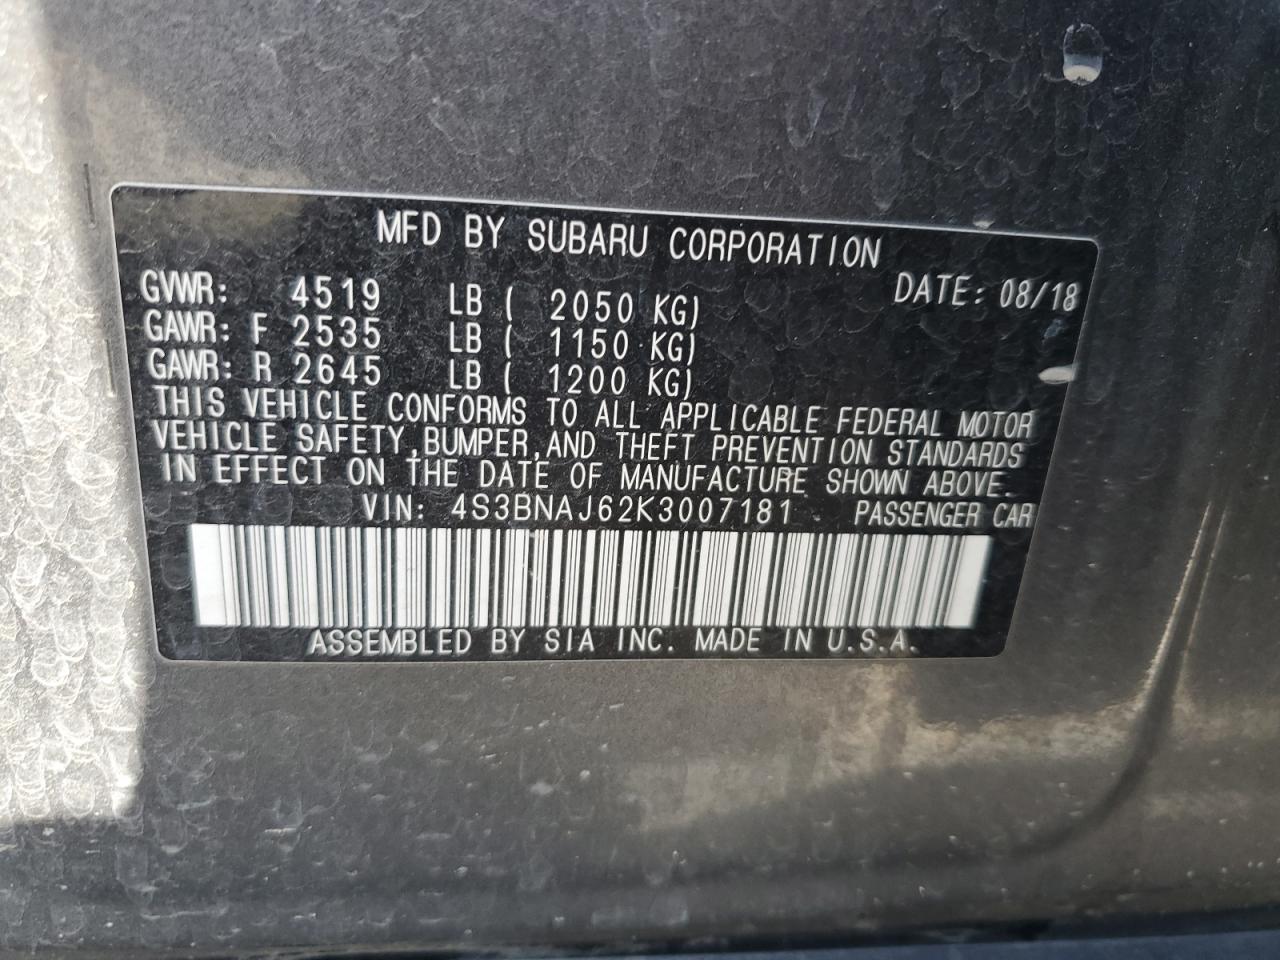 MFD BY SUBARU CORPORATION
GVWR: 4519 LB ( 2050 KG) DATE: 08/18
GAWR: F 2535 LB ( 1150 KG)
GAWR: R 2645 LB ( 1200 KG)
THIS VEHICLE CONFORMS TO ALL APPLICABLE FEDERAL MOTOR
VEHICLE SAFETY,BUMPER,AND THEFT PREVENTION STANDARDS
IN EFFECT ON THE DATE OF MANUFACTURE SHOWN ABOVE.
VIN: 4S3BNAJ62K3007181 PASSENGER CAR
ASSEMBLED BY SIA INC. MADE IN U.S.A.